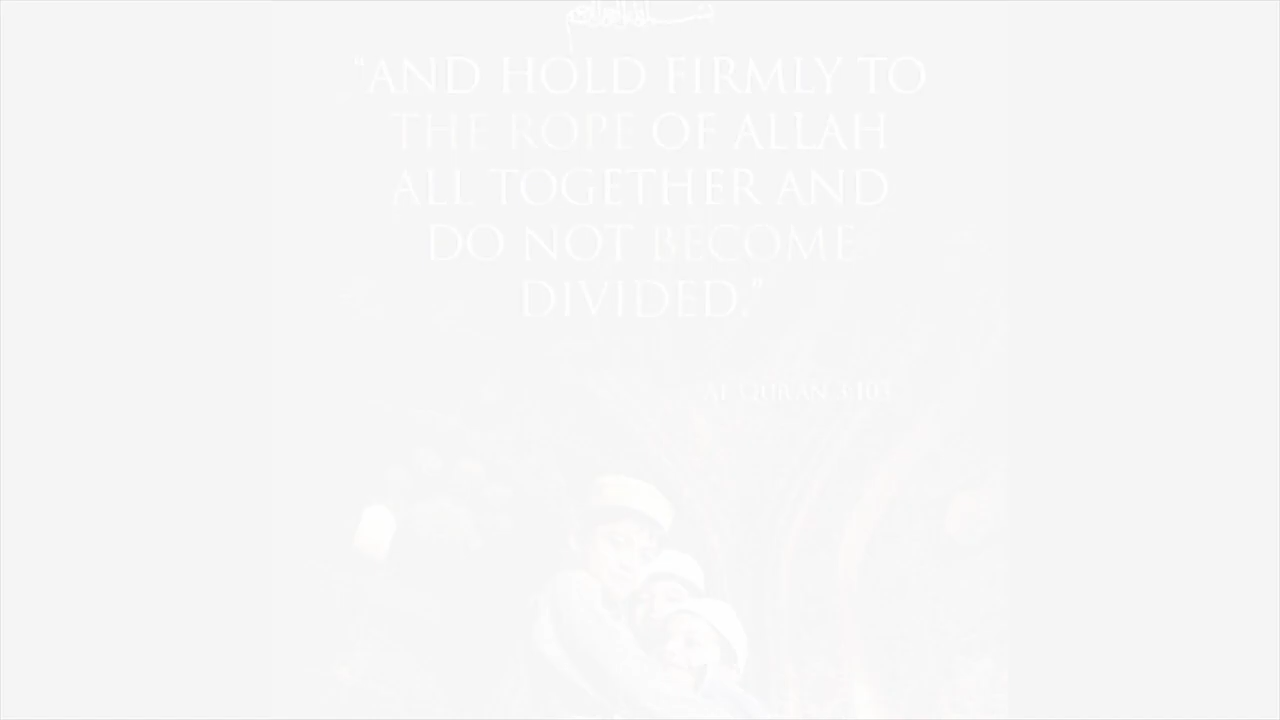 “AND HOLD FIRMLY TO
THE ROPE OF ALLAH
ALL TOGETHER AND
DO NOT BECOME
DIVIDED.”
AL QURAN 3:103